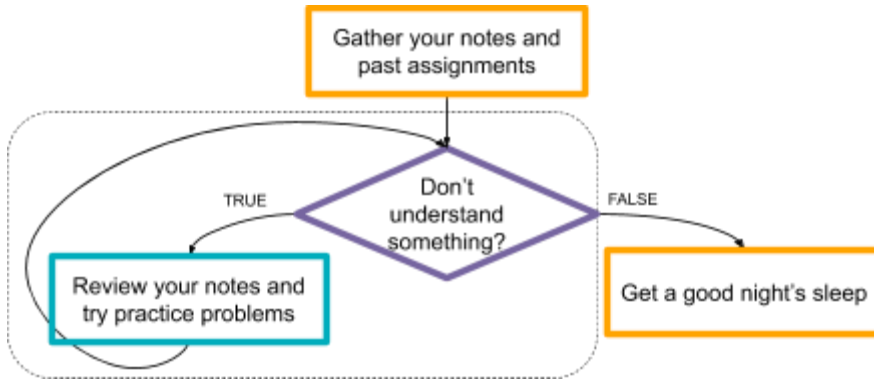 Gather your notes and
past assignments
Don't
understand
something?
TRUE
FALSE
Review your notes and
try practice problems
Get a good night's sleep